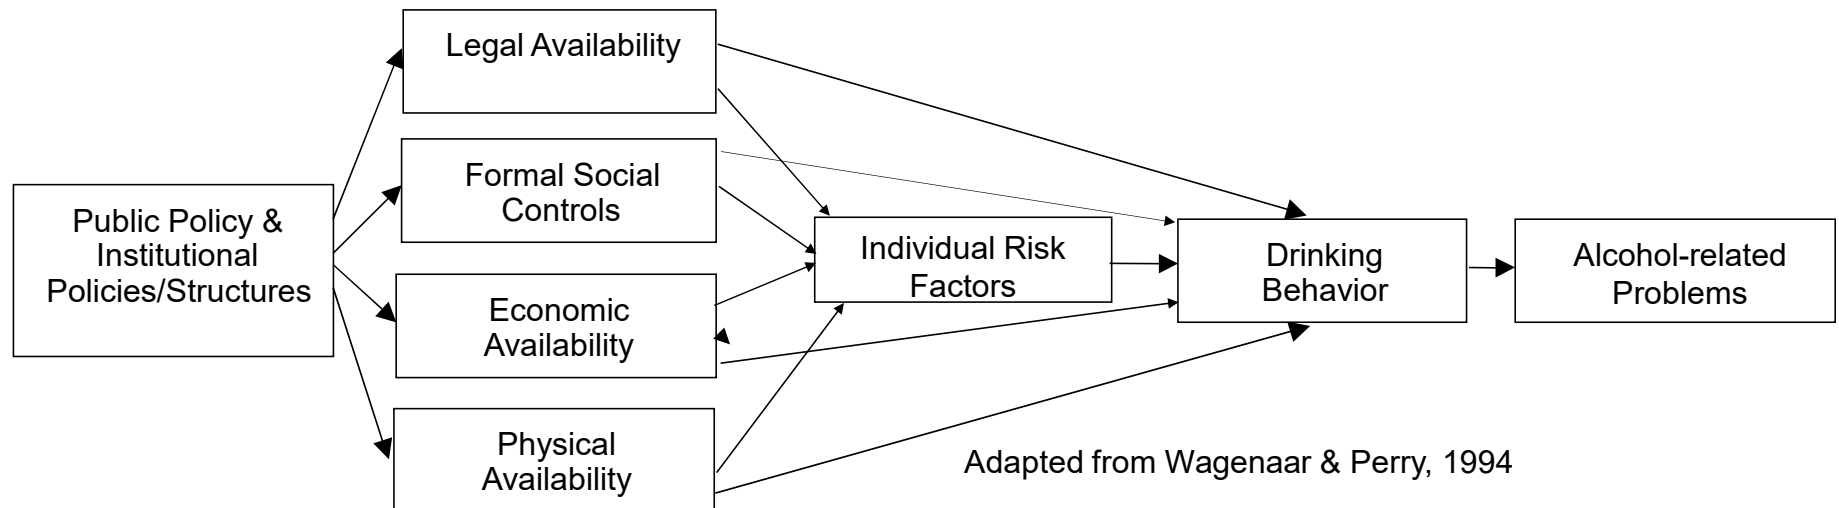 Legal Availability
Formal Social
Controls
Public Policy &
Institutional
Policies/Structures
Economic
Availability
Physical
Availability
Individual Risk
Factors
Drinking
Behavior
Alcohol-related
Problems
Adapted from Wagenaar & Perry, 1994